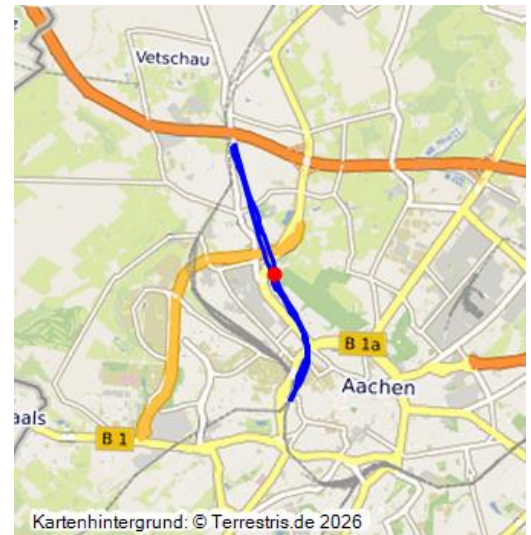 Vetschau
B 1a
Aachen
aals
B 1
Kartenhintergrund: © Terrestris.de 2026